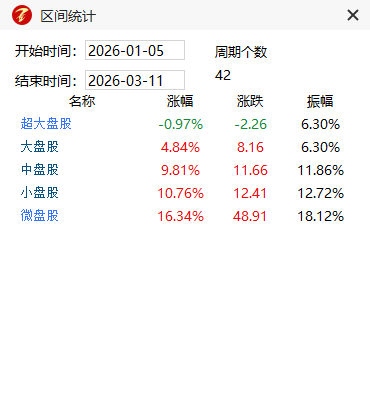 区间统计
开始时间： 2026-01-05 周期个数
结束时间： 2026-03-11 42
名称 涨幅 涨跌 振幅
超大盘股 -0.97% -2.26 6.30%
大盘股 4.84% 8.16 6.30%
中盘股 9.81% 11.66 11.86%
小盘股 10.76% 12.41 12.72%
微盘股 16.34% 48.91 18.12%